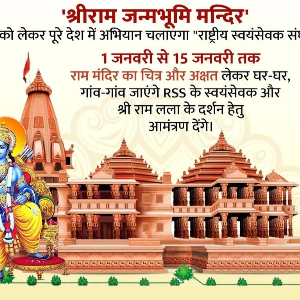 'श्रीराम जन्मभूमि मन्दिर'
को लेकर पूरे देश में अभियान चलाएगा "राष्ट्रीय स्वयंसेवक
1 जनवरी से 15 जनवरी तक
राम मंदिर का चित्र और अक्षत लेकर घर-घर,
गांव-गांव जाएंगे RSS के स्वयंसेवक और
श्री राम लला के दर्शन हेतु
आमंत्रण देंगे।